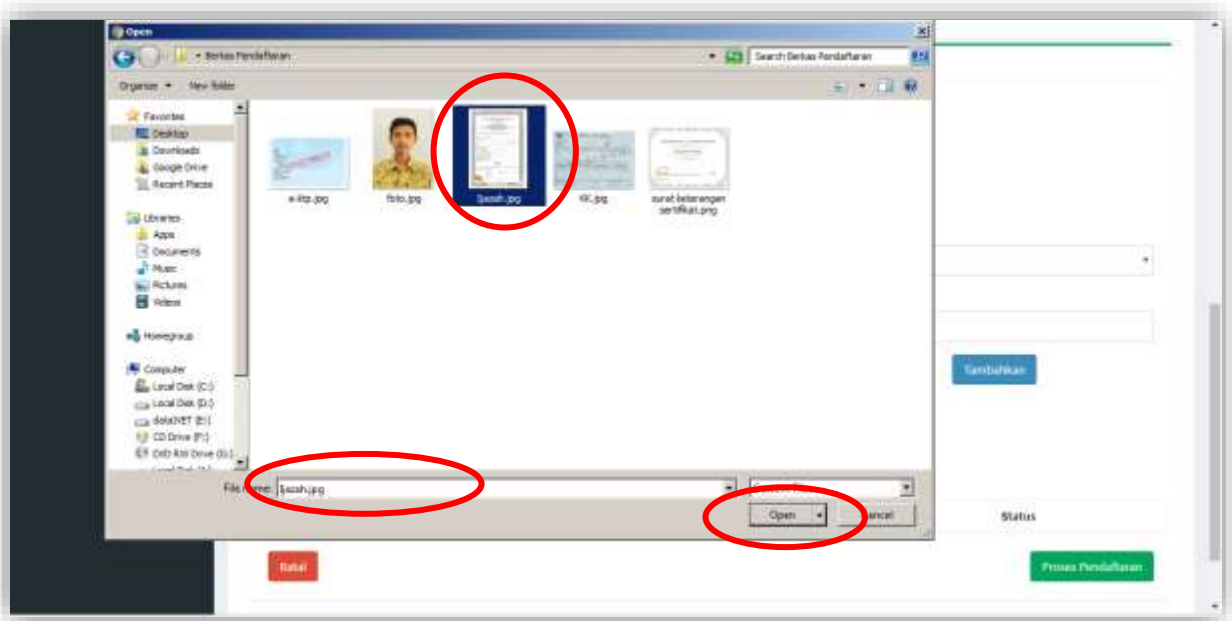 Open
Berkas Pendaftaran
Search Berkas Pendaftaran
Organize
New folder
Favorites
Desktop
Downloads
Google Drive
Recent Places
Libraries
Apps
Documents
Music
Pictures
Videos
Homegroup
Computer
Local Disk (C:)
Local Disk (D:)
dataNET (E:)
CD Drive (F:)
e-ktp.jpg
foto.jpg
Ijazah.jpg
KK.jpg
surat keterangan
sertifikat.png
File name:
Ijazah.jpg
Open
Cancel
Tambahkan
Status
Batal
Proses Pendaftaran